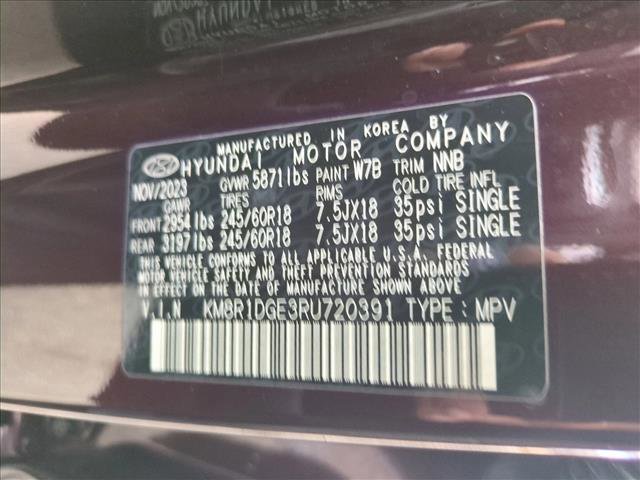 MANUFACTURED IN KOREA BY
HYUNDAI MOTOR COMPANY
NOV/2023 GVWR 5871lbs PAINT W7B TRIM NNB
GAWR TIRES RIMS COLD TIRE INFL
FRONT 2954lbs 245/60R18 7.5JX18 35psi SINGLE
REAR 3197lbs 245/60R18 7.5JX18 35psi SINGLE
THIS VEHICLE CONFORMS TO ALL APPLICABLE U.S.A. FEDERAL
MOTOR VEHICLE SAFETY AND THEFT PREVENTION
STANDARDS IN EFFECT ON THE DATE OF MANUFACTURE SHOWN ABOVE
V.I.N KM8R1DGE3RU720391 TYPE: MPV